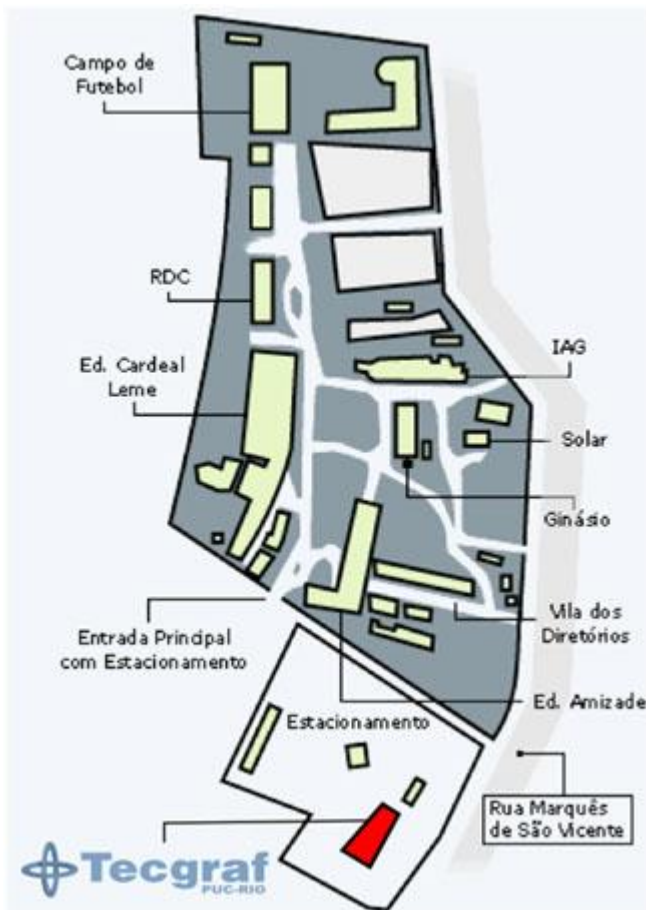 Campo de
Futebol
RDC
IAG
Ed. Cardeal
Leme
Solar
Ginásio
Vila dos
Diretórios
Entrada Principal
com Estacionamento
Ed. Amizade
Estacionamento
Rua Marquês
de São Vicente
Tecgraf
PUC-RIO